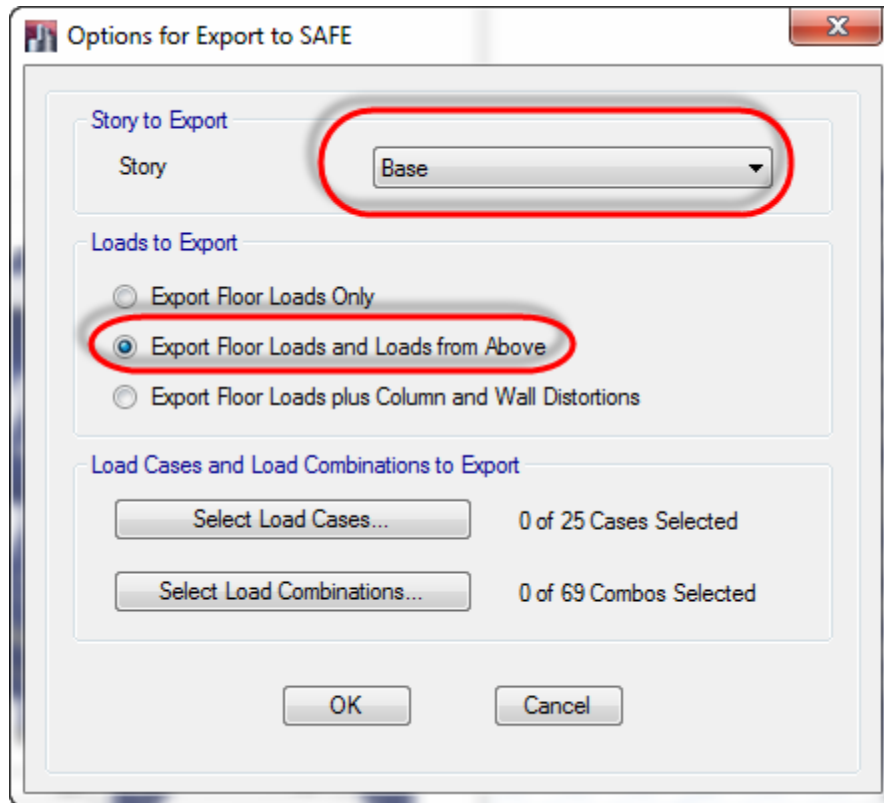 Options for Export to SAFE
Story to Export
Story
Base
Loads to Export
Export Floor Loads Only
Export Floor Loads and Loads from Above
Export Floor Loads plus Column and Wall Distortions
Load Cases and Load Combinations to Export
Select Load Cases... 0 of 25 Cases Selected
Select Load Combinations... 0 of 69 Combos Selected
OK Cancel